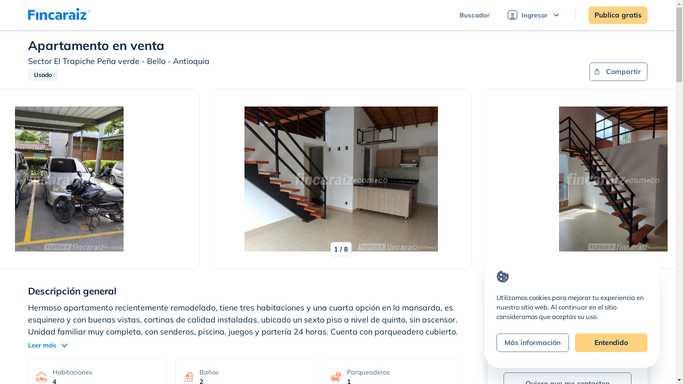 Fincaraiz
Buscador
Ingresar
Publica gratis
Apartamento en venta
Sector El Trapiche Peña verde - Bello - Antioquia
Usado
Compartir
fincaraiz
fincaraiz.com.co
fincaraiz
1 / 8
Descripción general
Hermoso apartamento recientemente remodelado, tiene tres habitaciones y una cuarta opción en la mansarda, es
esquinero y con buenas vistas, cortinas de calidad instaladas, ubicado un sexto piso a nivel de quinto, sin ascensor.
Unidad familiar muy completa, con senderos, piscina, juegos y portería 24 horas. Cuenta con parqueadero cubierto.
Leer más
Habitaciones
4
Baños
2
Parqueaderos
1
Utilizamos cookies para mejorar tu experiencia en
nuestro sitio web. Al continuar en el sitio
consideramos que aceptas su uso.
Más información
Entendido
Quiero que me contacten